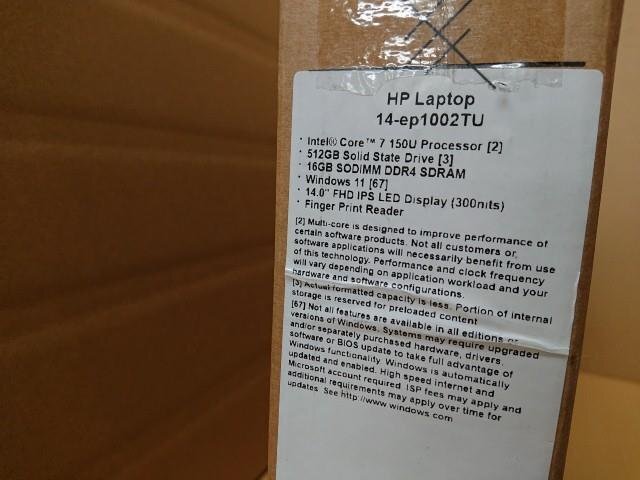 HP Laptop
14-ep1002TU
· Intel® Core™ 7 150U Processor [2]
· 512GB Solid State Drive [3]
· 16GB SODIMM DDR4 SDRAM
· Windows 11 [67]
· 14.0" FHD IPS LED Display (300nits)
· Finger Print Reader
[2] Multi-core is designed to improve performance of
certain software products. Not all customers or
software applications will necessarily benefit from use
of this technology. Performance and clock frequency
will vary depending on application workload and your
hardware and software configurations.
[3] Actual formatted capacity is less. Portion of internal
storage is reserved for preloaded content
[67] Not all features are available in all editions or
versions of Windows. Systems may require upgraded
and/or separately purchased hardware, drivers,
software or BIOS update to take full advantage of
Windows functionality. Windows is automatically
updated and enabled. High speed internet and
Microsoft account required. ISP fees may apply and
additional requirements may apply over time for
updates. See http://www.windows.com